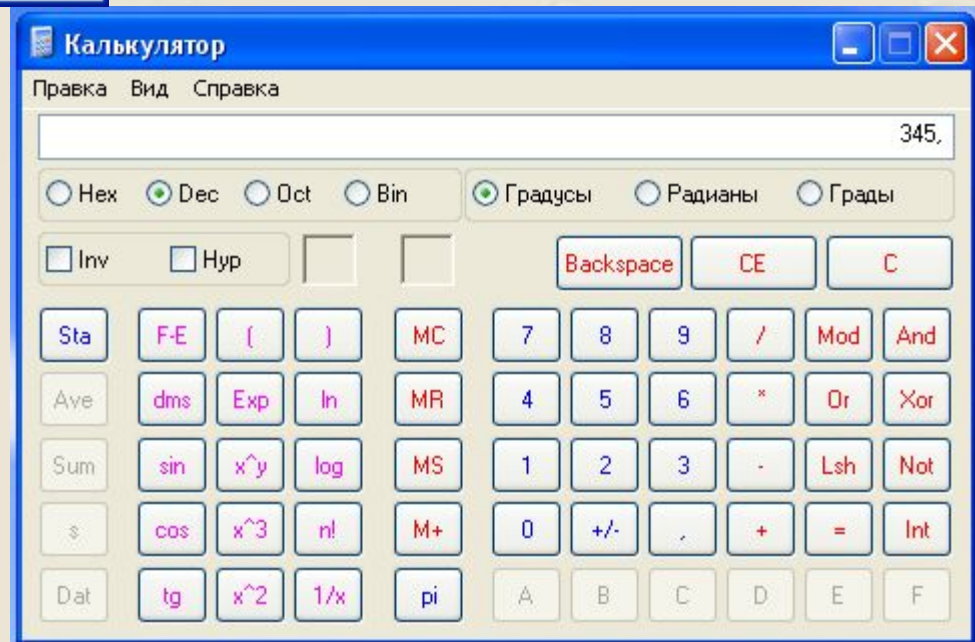 Калькулятор
Правка Вид Справка
345,
Hex Dec Oct Bin Градусы Радианы Грады
Inv Hyp Backspace CE C
Sta F-E ( ) MC 7 8 9 / Mod And
Ave dms Exp ln MR 4 5 6 * Or Xor
Sum sin x^y log MS 1 2 3 - Lsh Not
s cos x^3 n! M+ 0 +/- , + = Int
Dat tg x^2 1/x pi A B C D E F